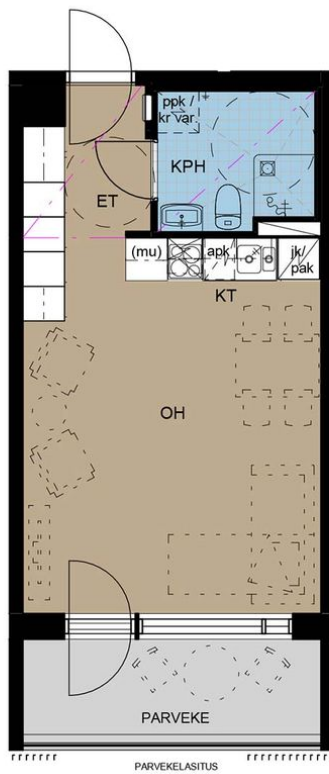 ppk /
kr var
KPH
ET
(mu)
apk
jk/
pak
KT
OH
PARVEKE
PARVEKELASITUS